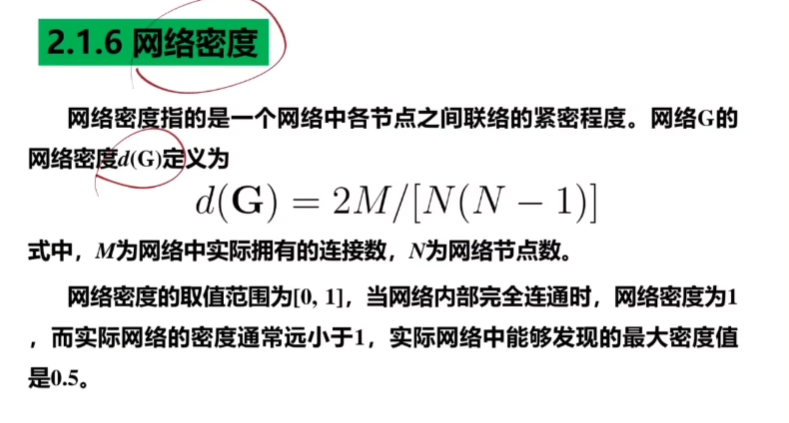 2.1.6 网络密度
网络密度指的是一个网络中各节点之间联络的紧密程度。网络G的
网络密度d(G)定义为
d(G) = 2M/[N(N − 1)]
式中，M为网络中实际拥有的连接数，N为网络节点数。
网络密度的取值范围为[0, 1]，当网络内部完全连通时，网络密度为1
，而实际网络的密度通常远小于1，实际网络中能够发现的最大密度值
是0.5。